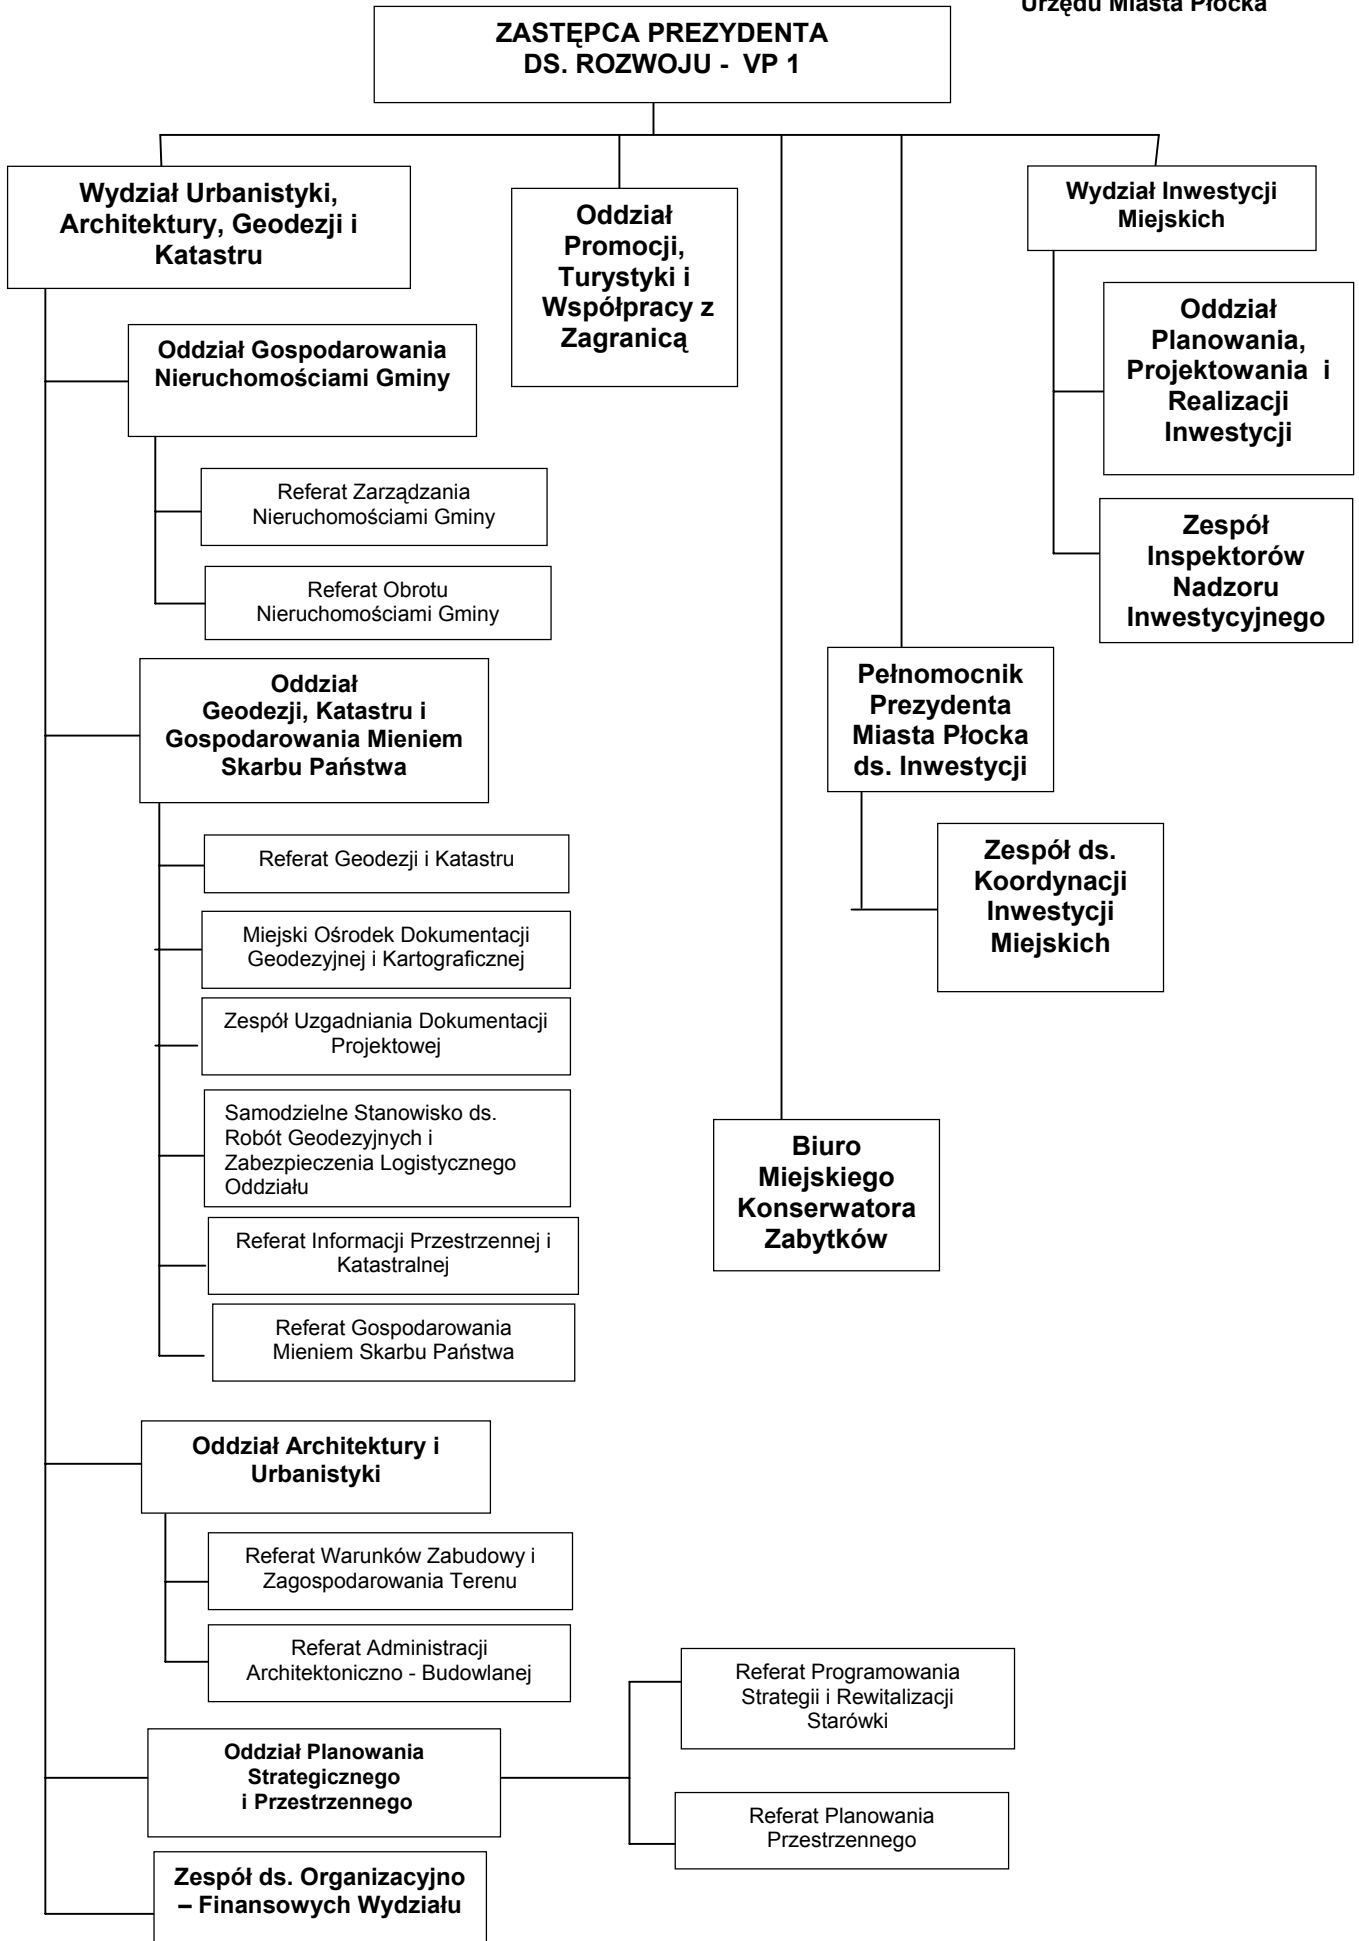 Urzędu Miasta Płocka
ZASTĘPCA PREZYDENTA
DS. ROZWOJU - VP 1
Wydział Urbanistyki,
Architektury, Geodezji i
Katastru
Oddział
Promocji,
Turystyki i
Współpracy z
Zagranicą
Wydział Inwestycji
Miejskich
Oddział
Planowania,
Projektowania i
Realizacji
Inwestycji
Zespół
Inspektorów
Nadzoru
Inwestycyjnego
Oddział Gospodarowania
Nieruchomościami Gminy
Referat Zarządzania
Nieruchomościami Gminy
Referat Obrotu
Nieruchomościami Gminy
Oddział
Geodezji, Katastru i
Gospodarowania Mieniem
Skarbu Państwa
Pełnomocnik
Prezydenta
Miasta Płocka
ds. Inwestycji
Zespół ds.
Koordynacji
Inwestycji
Miejskich
Referat Geodezji i Katastru
Miejski Ośrodek Dokumentacji
Geodezyjnej i Kartograficznej
Zespół Uzgadniania Dokumentacji
Projektowej
Samodzielne Stanowisko ds.
Robót Geodezyjnych i
Zabezpieczenia Logistycznego
Oddziału
Referat Informacji Przestrzennej i
Katastralnej
Referat Gospodarowania
Mieniem Skarbu Państwa
Biuro
Miejskiego
Konserwatora
Zabytków
Oddział Architektury i
Urbanistyki
Referat Warunków Zabudowy i
Zagospodarowania Terenu
Referat Administracji
Architektoniczno - Budowlanej
Oddział Planowania
Strategicznego
i Przestrzennego
Referat Programowania
Strategii i Rewitalizacji
Starówki
Referat Planowania
Przestrzennego
Zespół ds. Organizacyjno
– Finansowych Wydziału